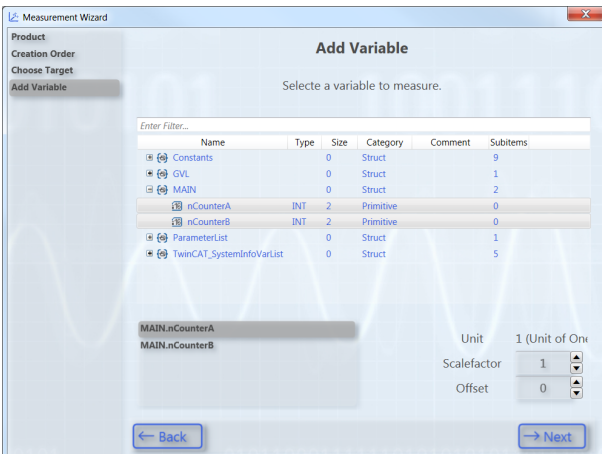 Measurement Wizard
Product
Creation Order
Choose Target
Add Variable
Add Variable
Selecte a variable to measure.
Enter Filter...
Name Type Size Category Comment Subitems
Constants 0 Struct 9
GVL 0 Struct 1
MAIN 0 Struct 2
nCounterA INT 2 Primitive 0
nCounterB INT 2 Primitive 0
ParameterList 0 Struct 1
TwinCAT_SystemInfoVarList 0 Struct 5
MAIN.nCounterA
MAIN.nCounterB
Unit 1 (Unit of One
Scalefactor 1
Offset 0
← Back
→ Next